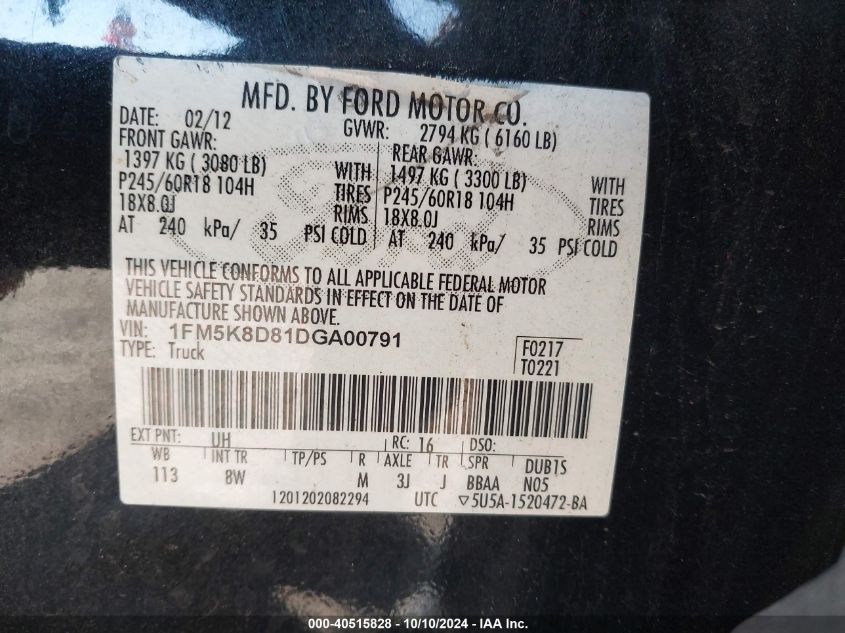 MFD. BY FORD MOTOR CO.
DATE: 02/12 GVWR: 2794 KG ( 6160 LB)
FRONT GAWR: REAR GAWR:
1397 KG ( 3080 LB) WITH 1497 KG ( 3300 LB) WITH
P245/60R18 104H TIRES P245/60R18 104H TIRES
18X8.0J RIMS 18X8.0J RIMS
AT 240 kPa/ 35 PSI COLD AT 240 kPa/ 35 PSI COLD
THIS VEHICLE CONFORMS TO ALL APPLICABLE FEDERAL MOTOR
VEHICLE SAFETY STANDARDS IN EFFECT ON THE DATE OF
MANUFACTURE SHOWN ABOVE.
VIN: 1FM5K8D81DGA00791
TYPE: Truck
F0217
T0221
EXT PNT: UH RC: 16 DSO:
WB INT TR TP/PS R AXLE TR SPR DUB1S
113 8W M 3J J BBAA N05
1201202082294 UTC ▽5U5A-1520472-BA
000-40515828 - 10/10/2024 - IAA Inc.